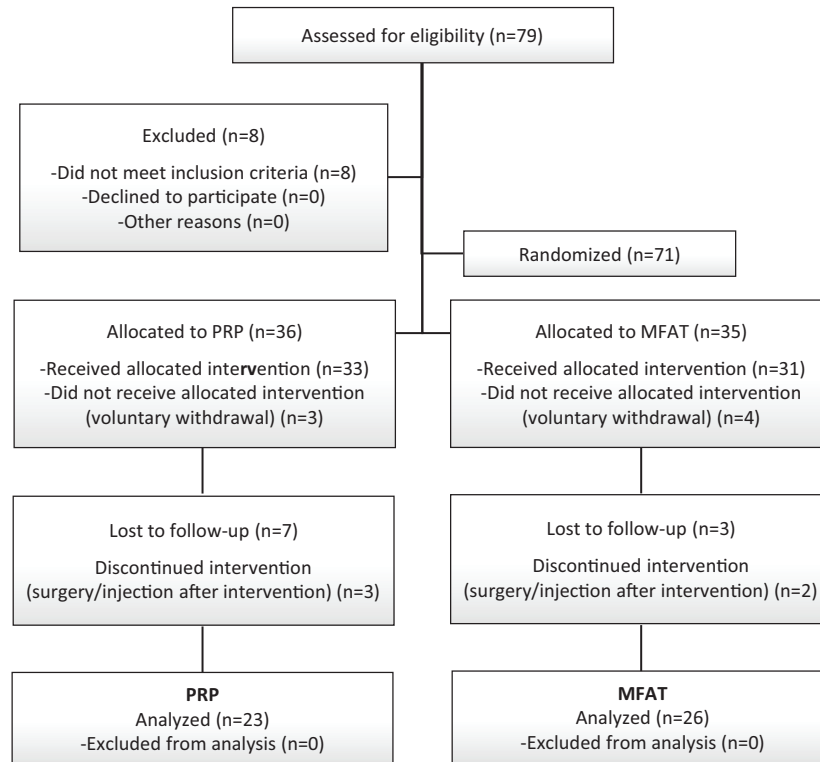 Assessed for eligibility (n=79)
Excluded (n=8)
-Did not meet inclusion criteria (n=8)
-Declined to participate (n=0)
-Other reasons (n=0)
Randomized (n=71)
Allocated to PRP (n=36)
-Received allocated intervention (n=33)
-Did not receive allocated intervention
(voluntary withdrawal) (n=3)
Allocated to MFAT (n=35)
-Received allocated intervention (n=31)
-Did not receive allocated intervention
(voluntary withdrawal) (n=4)
Lost to follow-up (n=7)
Discontinued intervention
(surgery/injection after intervention) (n=3)
Lost to follow-up (n=3)
Discontinued intervention
(surgery/injection after intervention) (n=2)
PRP
Analyzed (n=23)
-Excluded from analysis (n=0)
MFAT
Analyzed (n=26)
-Excluded from analysis (n=0)